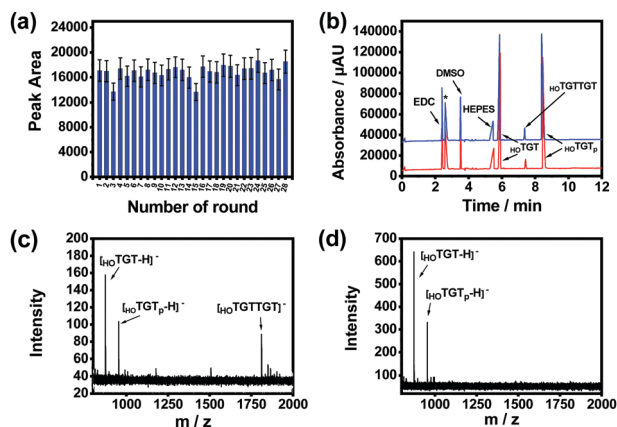 (a)
24000
20000
16000
12000
8000
4000
0
Peak Area
1 2 3 4 5 6 7 8 9 10 11 12 13 14 15 16 17 18 19 20 21 22 23 24 25 26 27 28
Number of round
(b)
140000
120000
100000
80000
60000
40000
20000
0
Absorbance / µAU
EDC
*
DMSO
HEPES
HOTGT
HOTGTTGT
HOTGTp
0 2 4 6 8 10 12
Time / min
(c)
200
180
160
140
120
100
80
60
40
20
Intensity
[HOTGT-H]⁻
[HOTGTp-H]⁻
[HOTGTTGT]⁻
1000 1250 1500 1750 2000
m / z
(d)
700
600
500
400
300
200
100
Intensity
[HOTGT-H]⁻
[HOTGTp-H]⁻
1000 1250 1500 1750 2000
m / z